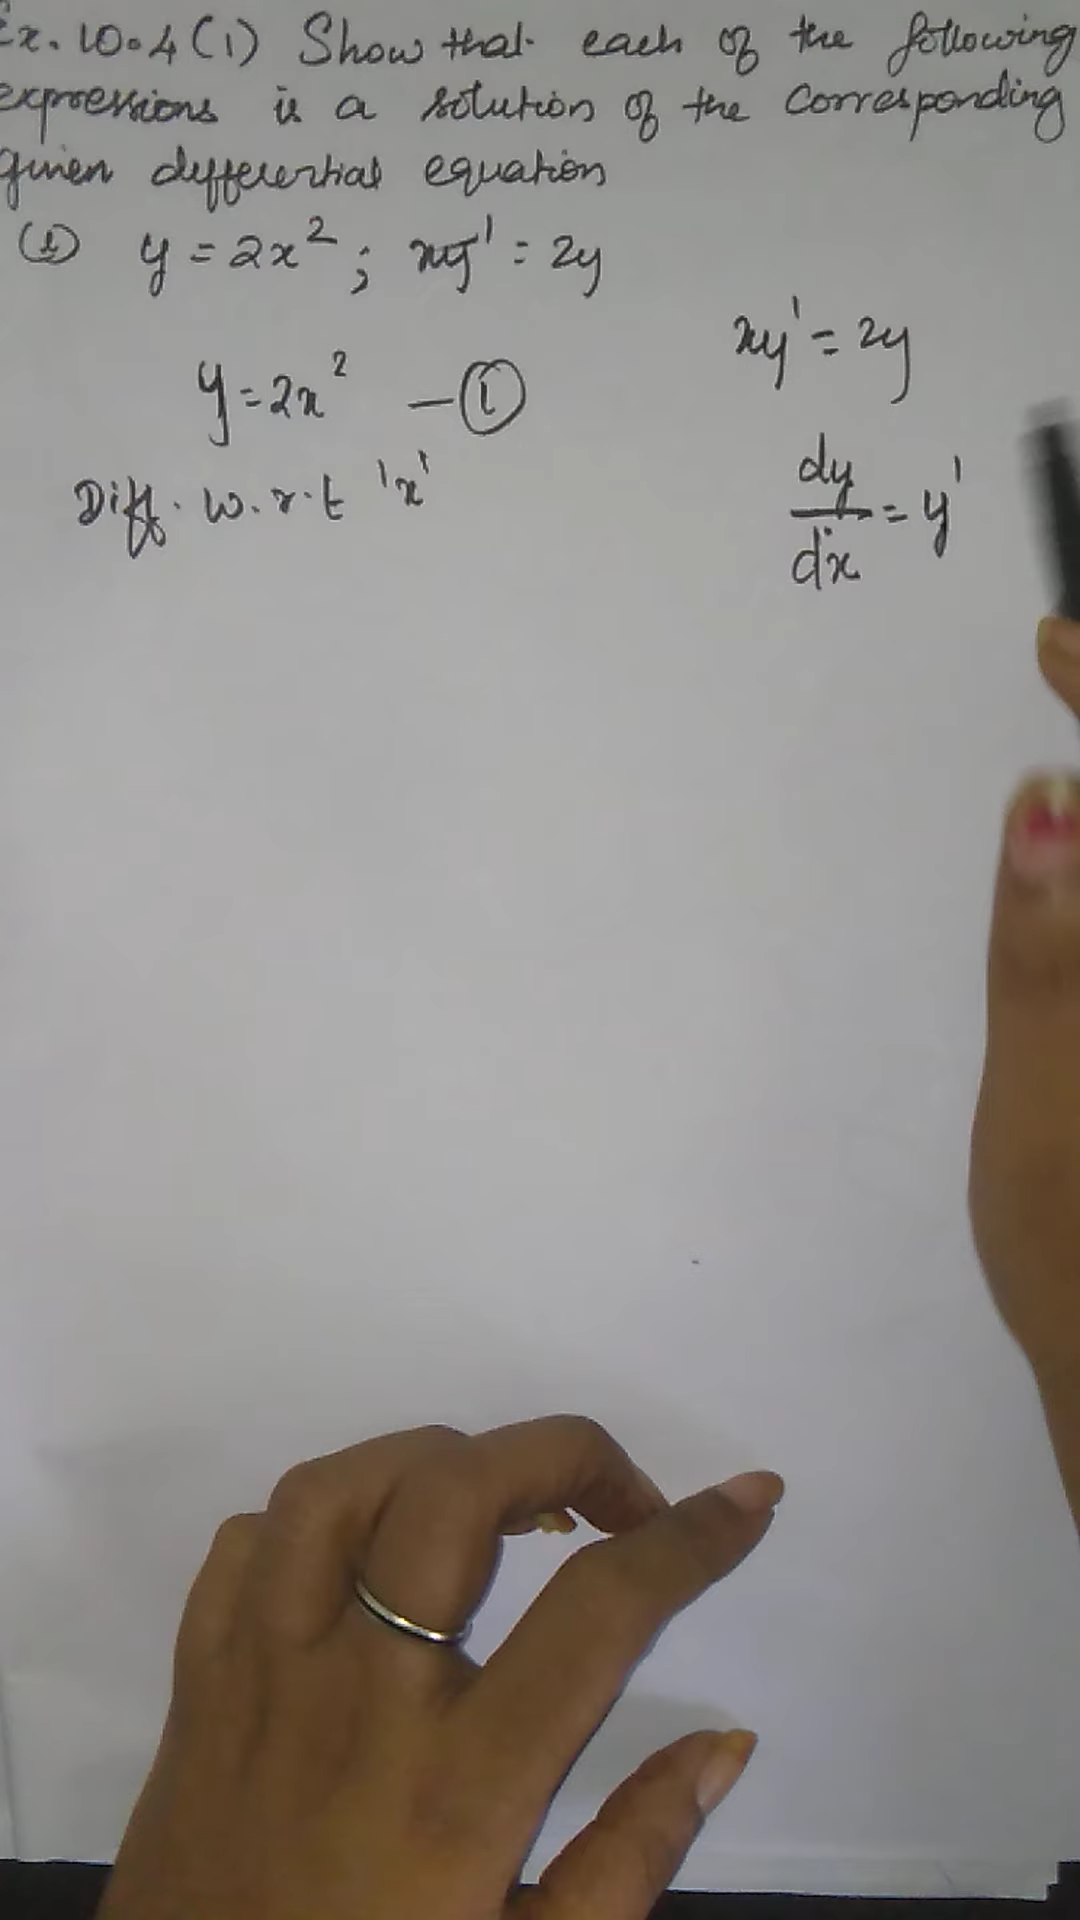 Ex. 10.4 (1) Show that each of the following
expressions is a solution of the corresponding
given differential equation
(i) y = 2x² ; xy' = 2y
xy' = 2y
y = 2x² — ①
dy/dx = y'
Diff. w.r.t 'x'